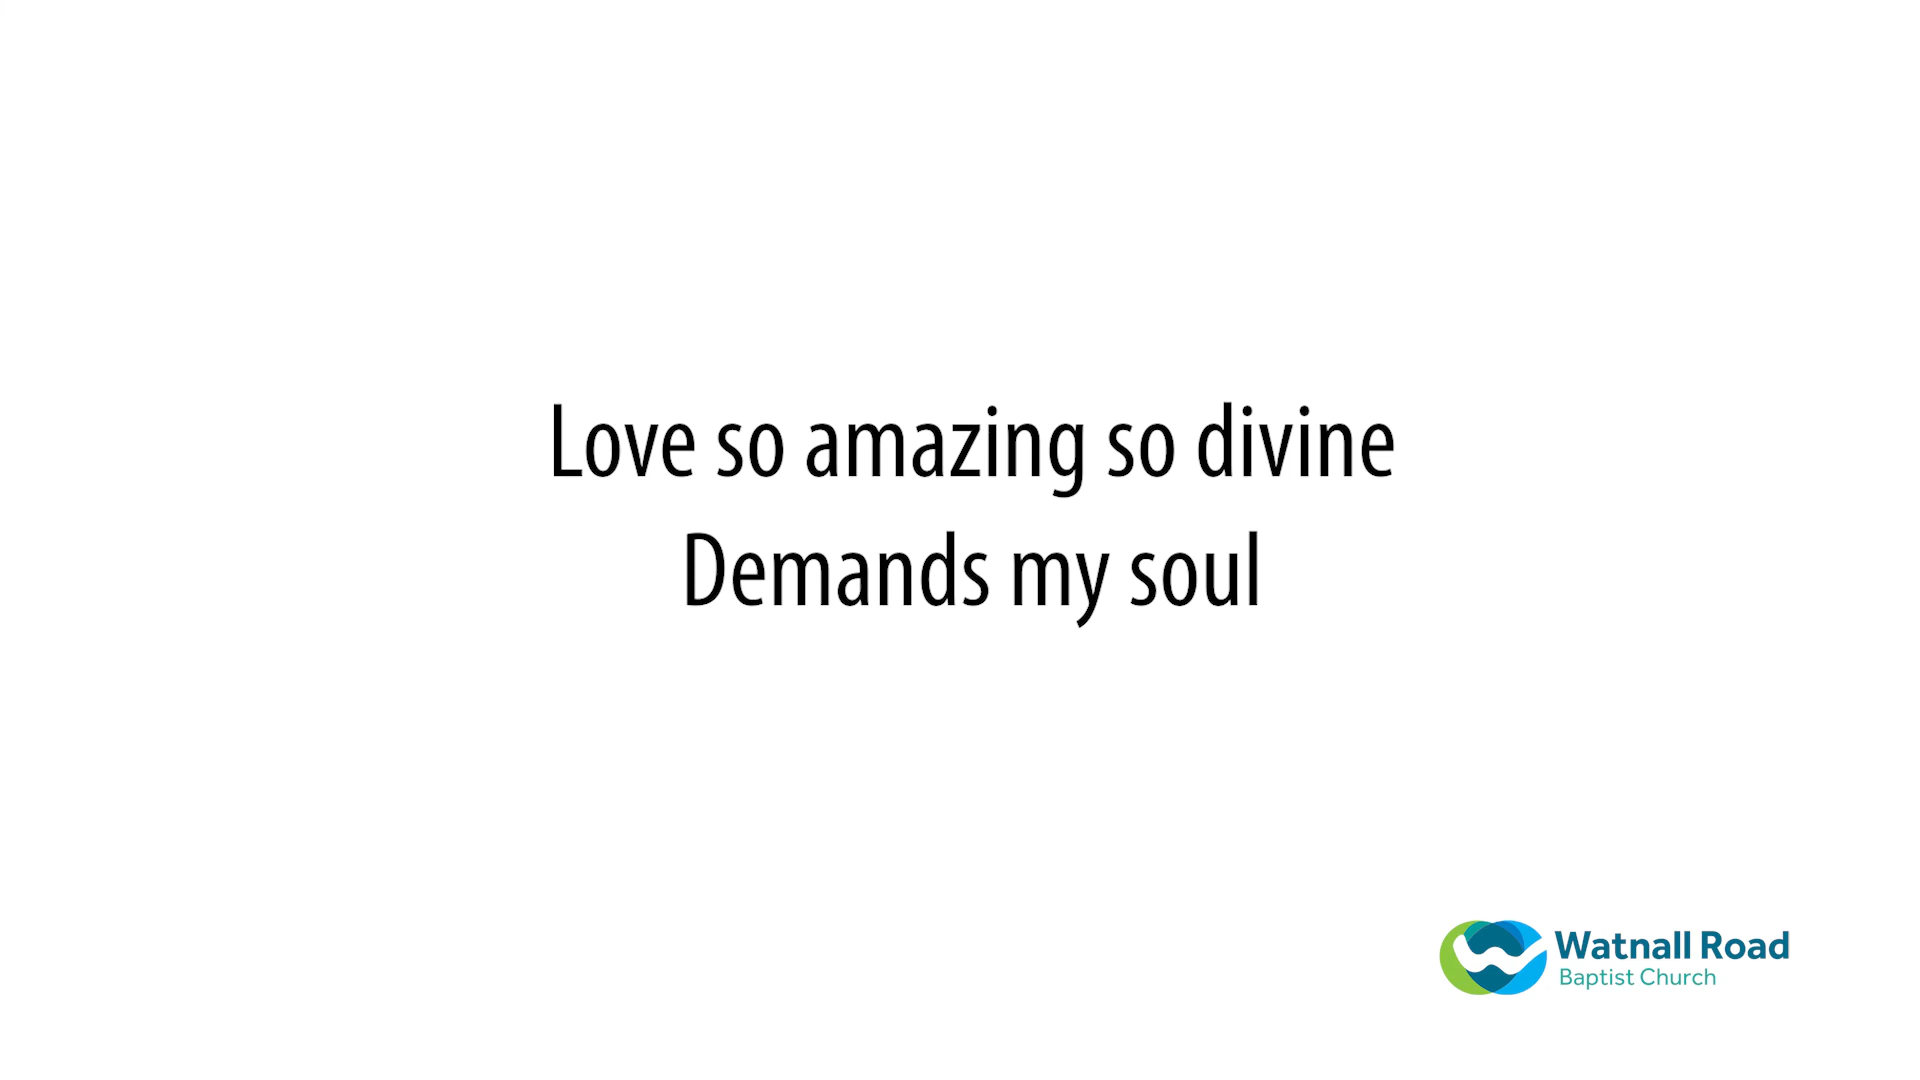 Love so amazing so divine
Demands my soul
Watnall Road
Baptist Church